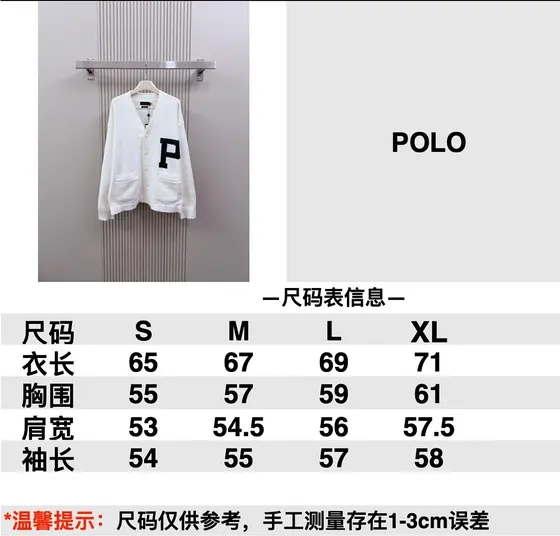 P
POLO
—尺码表信息—
尺码 S M L XL
衣长 65 67 69 71
胸围 55 57 59 61
肩宽 53 54.5 56 57.5
袖长 54 55 57 58
*温馨提示：尺码仅供参考，手工测量存在1-3cm误差